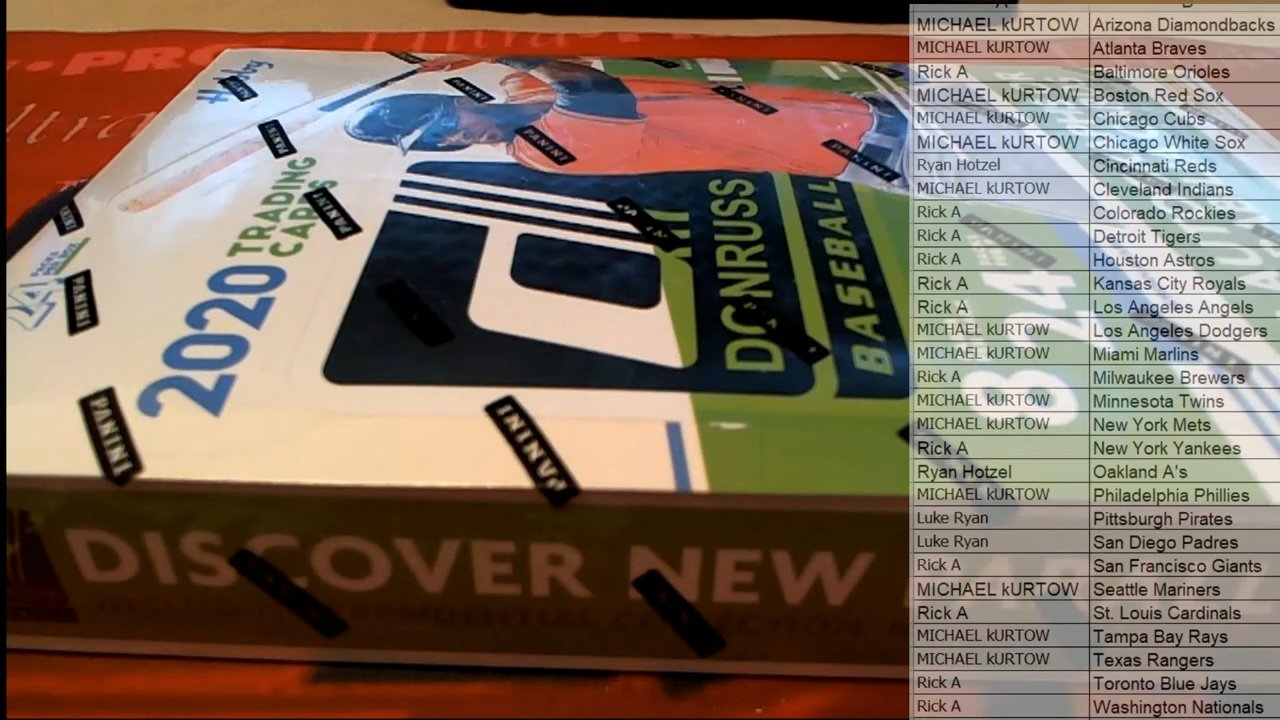 Hobby
2020
TRADING
CARDS
DONRUSS
BASEBALL
PANINI
PANINI
PANINI
PANINI
PANINI
PANINI
PANINI
PANINI
PANINI
DISCOVER NEW
MICHAEL kURTOW Arizona Diamondbacks
MICHAEL kURTOW Atlanta Braves
Rick A Baltimore Orioles
MICHAEL kURTOW Boston Red Sox
MICHAEL kURTOW Chicago Cubs
MICHAEL kURTOW Chicago White Sox
Ryan Hotzel Cincinnati Reds
MICHAEL kURTOW Cleveland Indians
Rick A Colorado Rockies
Rick A Detroit Tigers
Rick A Houston Astros
Rick A Kansas City Royals
Rick A Los Angeles Angels
MICHAEL kURTOW Los Angeles Dodgers
MICHAEL kURTOW Miami Marlins
Rick A Milwaukee Brewers
MICHAEL kURTOW Minnesota Twins
MICHAEL kURTOW New York Mets
Rick A New York Yankees
Ryan Hotzel Oakland A's
MICHAEL kURTOW Philadelphia Phillies
Luke Ryan Pittsburgh Pirates
Luke Ryan San Diego Padres
Rick A San Francisco Giants
MICHAEL kURTOW Seattle Mariners
Rick A St. Louis Cardinals
MICHAEL kURTOW Tampa Bay Rays
MICHAEL kURTOW Texas Rangers
Rick A Toronto Blue Jays
Rick A Washington Nationals